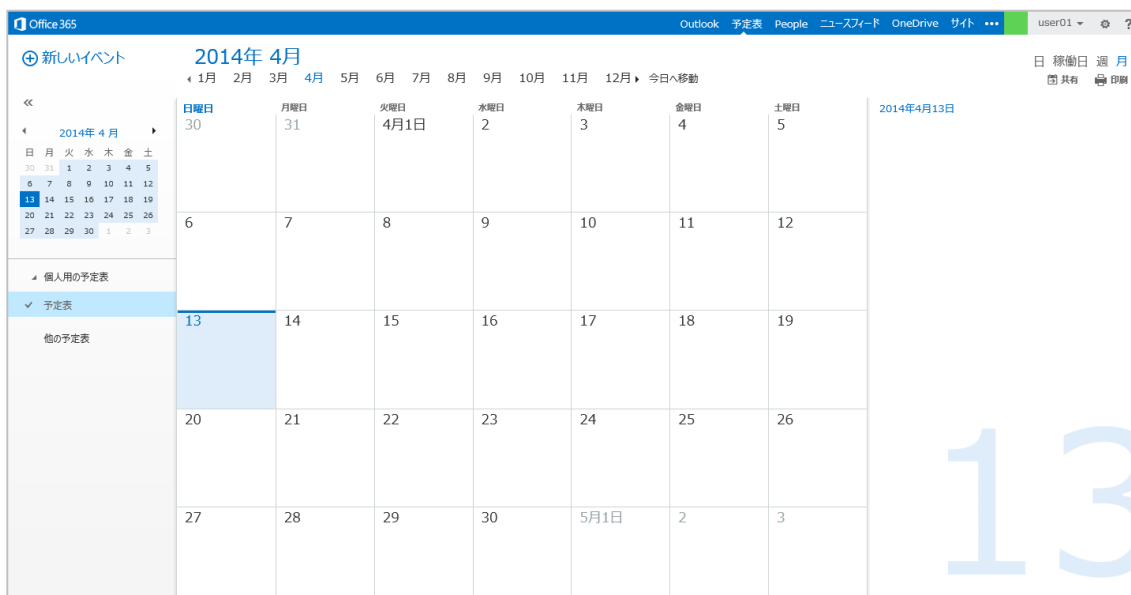 Office 365 Outlook 予定表 People ニュースフィード OneDrive サイト ••• user01 ?
新しいイベント
2014年 4月
1月 2月 3月 4月 5月 6月 7月 8月 9月 10月 11月 12月 今日へ移動
日 稼働日 週 月
共有 印刷
«
2014年 4 月
日 月 火 水 木 金 土
30 31 1 2 3 4 5
6 7 8 9 10 11 12
13 14 15 16 17 18 19
20 21 22 23 24 25 26
27 28 29 30 1 2 3
個人用の予定表
予定表
他の予定表
日曜日 月曜日 火曜日 水曜日 木曜日 金曜日 土曜日
30 31 4月1日 2 3 4 5
6 7 8 9 10 11 12
13 14 15 16 17 18 19
20 21 22 23 24 25 26
27 28 29 30 5月1日 2 3
2014年4月13日
13